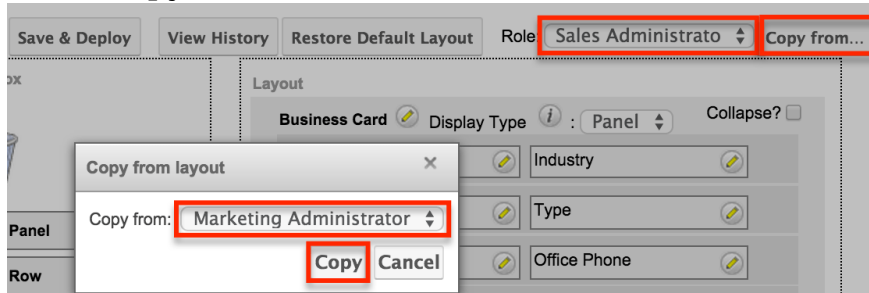 Save & Deploy View History Restore Default Layout Role Sales Administrato Copy from...
ox Layout
Business Card Display Type i : Panel Collapse?
Copy from layout × Industry
Copy from: Marketing Administrator Type
Panel
Copy Cancel Office Phone
Row